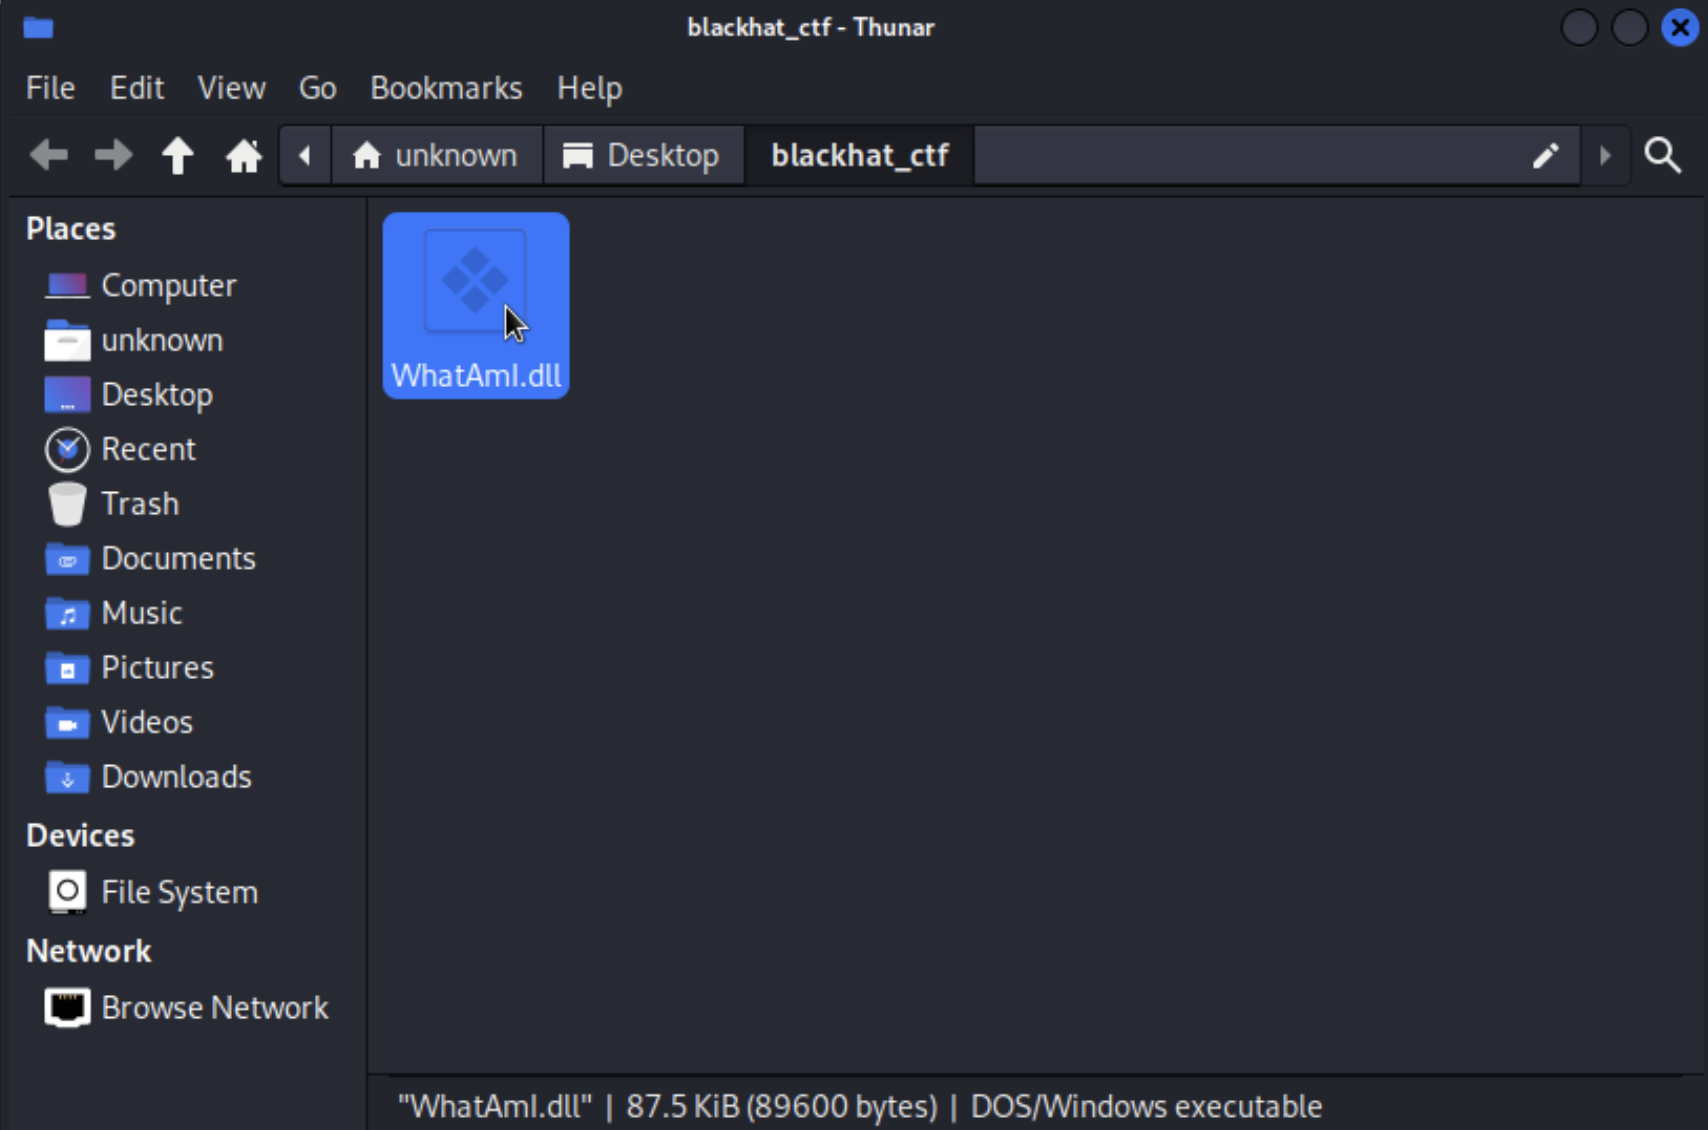 blackhat_ctf - Thunar
File Edit View Go Bookmarks Help
unknown Desktop blackhat_ctf
Places
Computer
unknown
Desktop
Recent
Trash
Documents
Music
Pictures
Videos
Downloads
Devices
File System
Network
Browse Network
WhatAmI.dll
"WhatAmI.dll" | 87.5 KiB (89600 bytes) | DOS/Windows executable